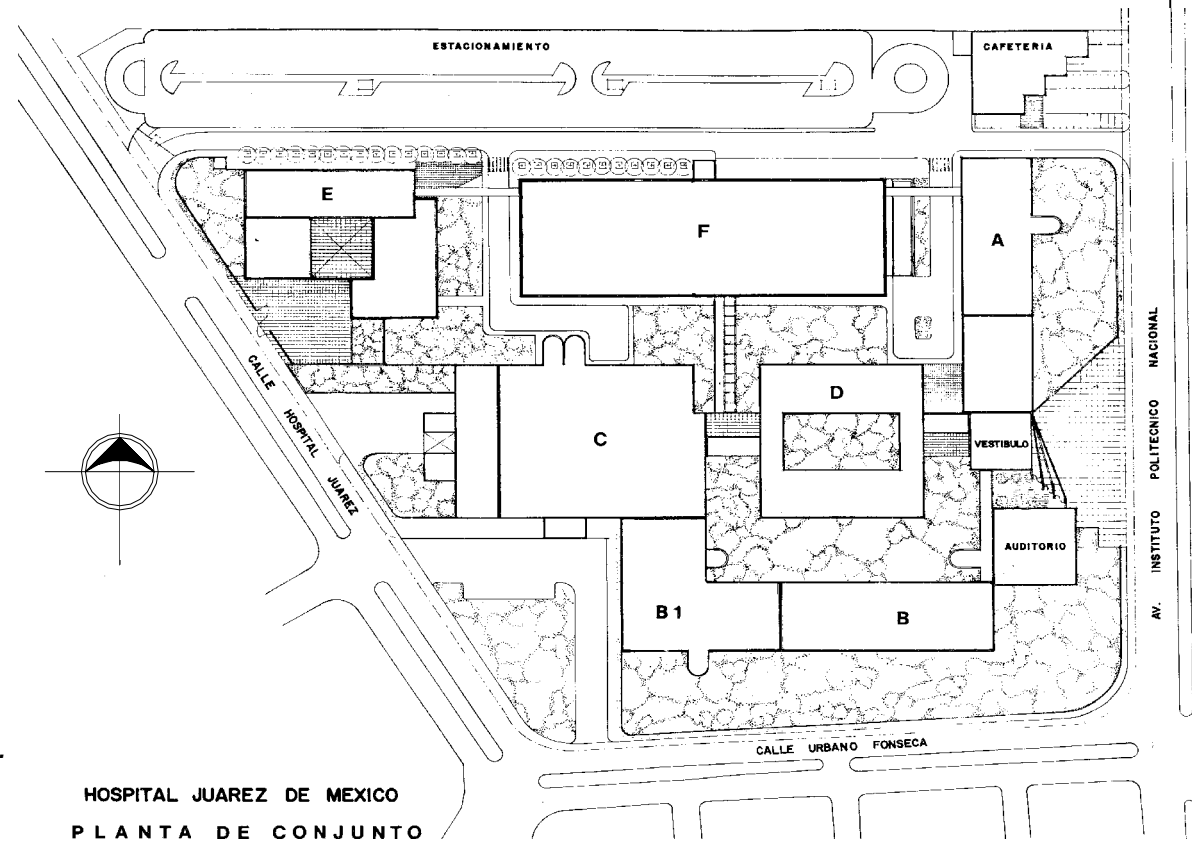 ESTACIONAMIENTO
CAFETERIA
E
F
A
D
C
VESTIBULO
AUDITORIO
B1
B
CALLE HOSPITAL JUAREZ
AV. INSTITUTO POLITECNICO NACIONAL
CALLE URBANO FONSECA
HOSPITAL JUAREZ DE MEXICO
PLANTA DE CONJUNTO